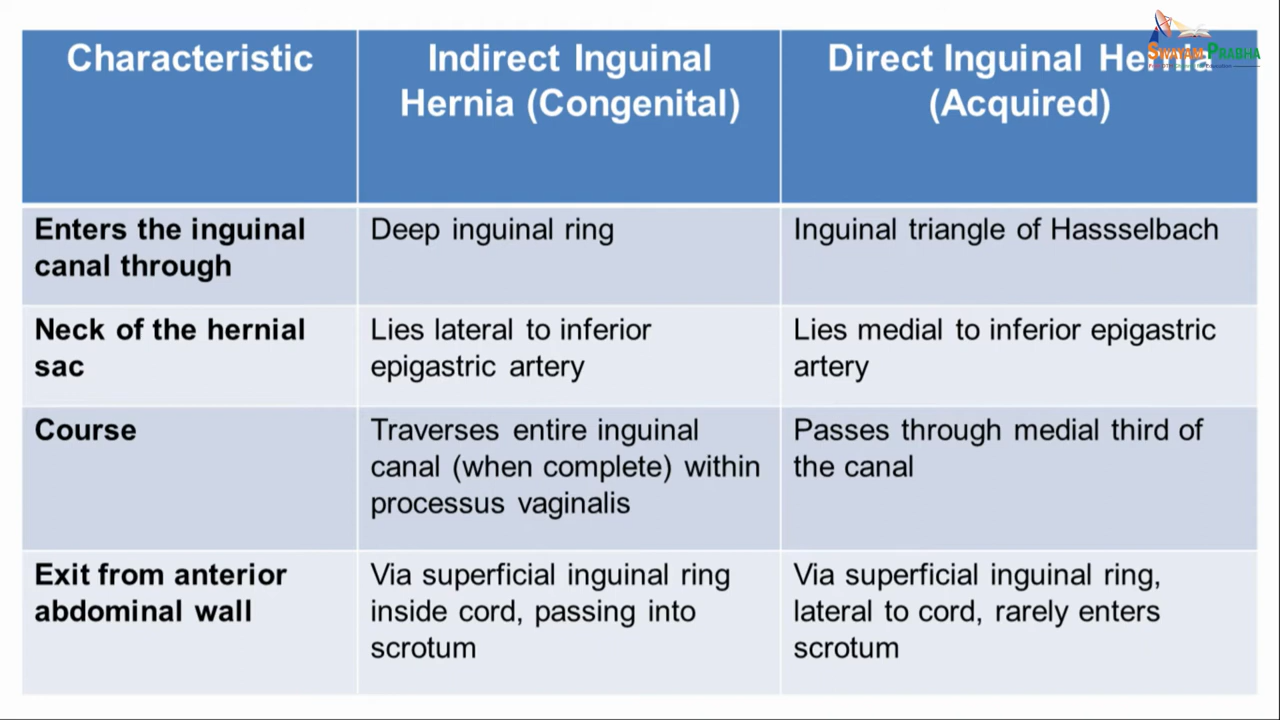 Characteristic
Indirect Inguinal
Hernia (Congenital)
Direct Inguinal Hernia
(Acquired)
SWAYAM PRABHA
Enters the inguinal
canal through
Deep inguinal ring
Inguinal triangle of Hassselbach
Neck of the hernial
sac
Lies lateral to inferior
epigastric artery
Lies medial to inferior epigastric
artery
Course
Traverses entire inguinal
canal (when complete) within
processus vaginalis
Passes through medial third of
the canal
Exit from anterior
abdominal wall
Via superficial inguinal ring
inside cord, passing into
scrotum
Via superficial inguinal ring,
lateral to cord, rarely enters
scrotum